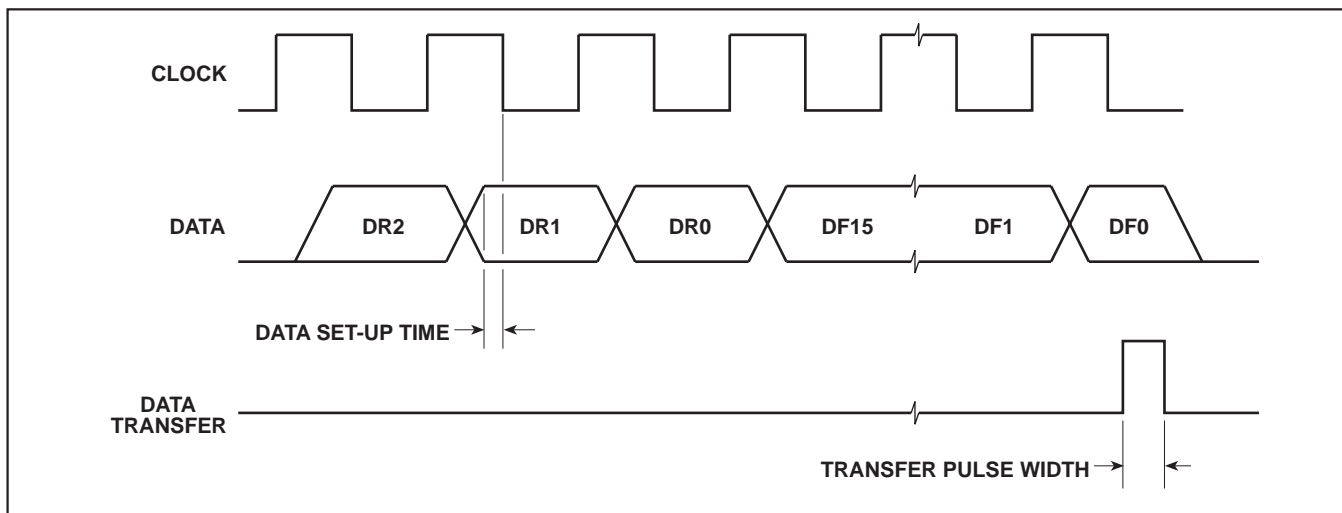 CLOCK
DATA
DR2 DR1 DR0 DF15 DF1 DF0
DATA SET-UP TIME
DATA
TRANSFER
TRANSFER PULSE WIDTH